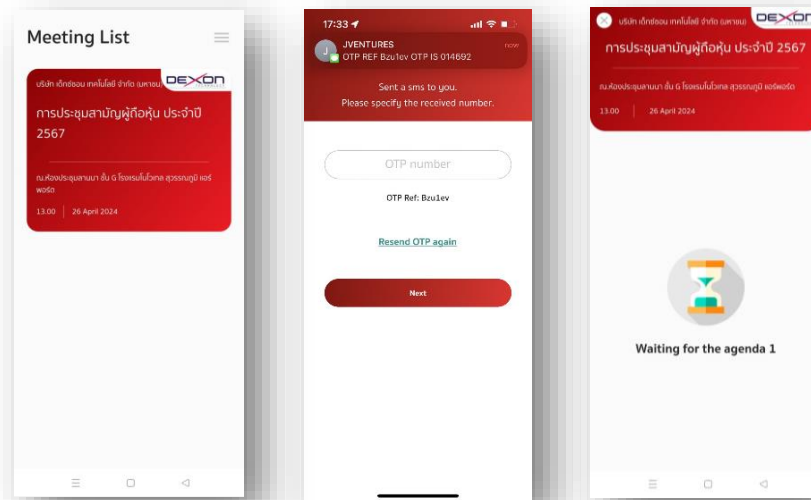 Meeting List
บริษัท เด็กซ์ซอน เทคโนโลยี จำกัด (มหาชน)
DEXON
การประชุมสามัญผู้ถือหุ้น ประจำปี
2567
ณ.ห้องประชุมลานนา ชั้น G โรงแรมโนโวเทล สุวรรณภูมิ แอร์
พอร์ต
13.00 | 26 April 2024
17:33
JVENTURES now
OTP REF Bzu1ev OTP IS 014692
Sent a sms to you.
Please specify the received number.
OTP number
OTP Ref: Bzu1ev
Resend OTP again
Next
บริษัท เด็กซ์ซอน เทคโนโลยี จำกัด (มหาชน)
DEXON
การประชุมสามัญผู้ถือหุ้น ประจำปี 2567
ณ.ห้องประชุมลานนา ชั้น G โรงแรมโนโวเทล สุวรรณภูมิ แอร์พอร์ต
13.00 | 26 April 2024
Waiting for the agenda 1